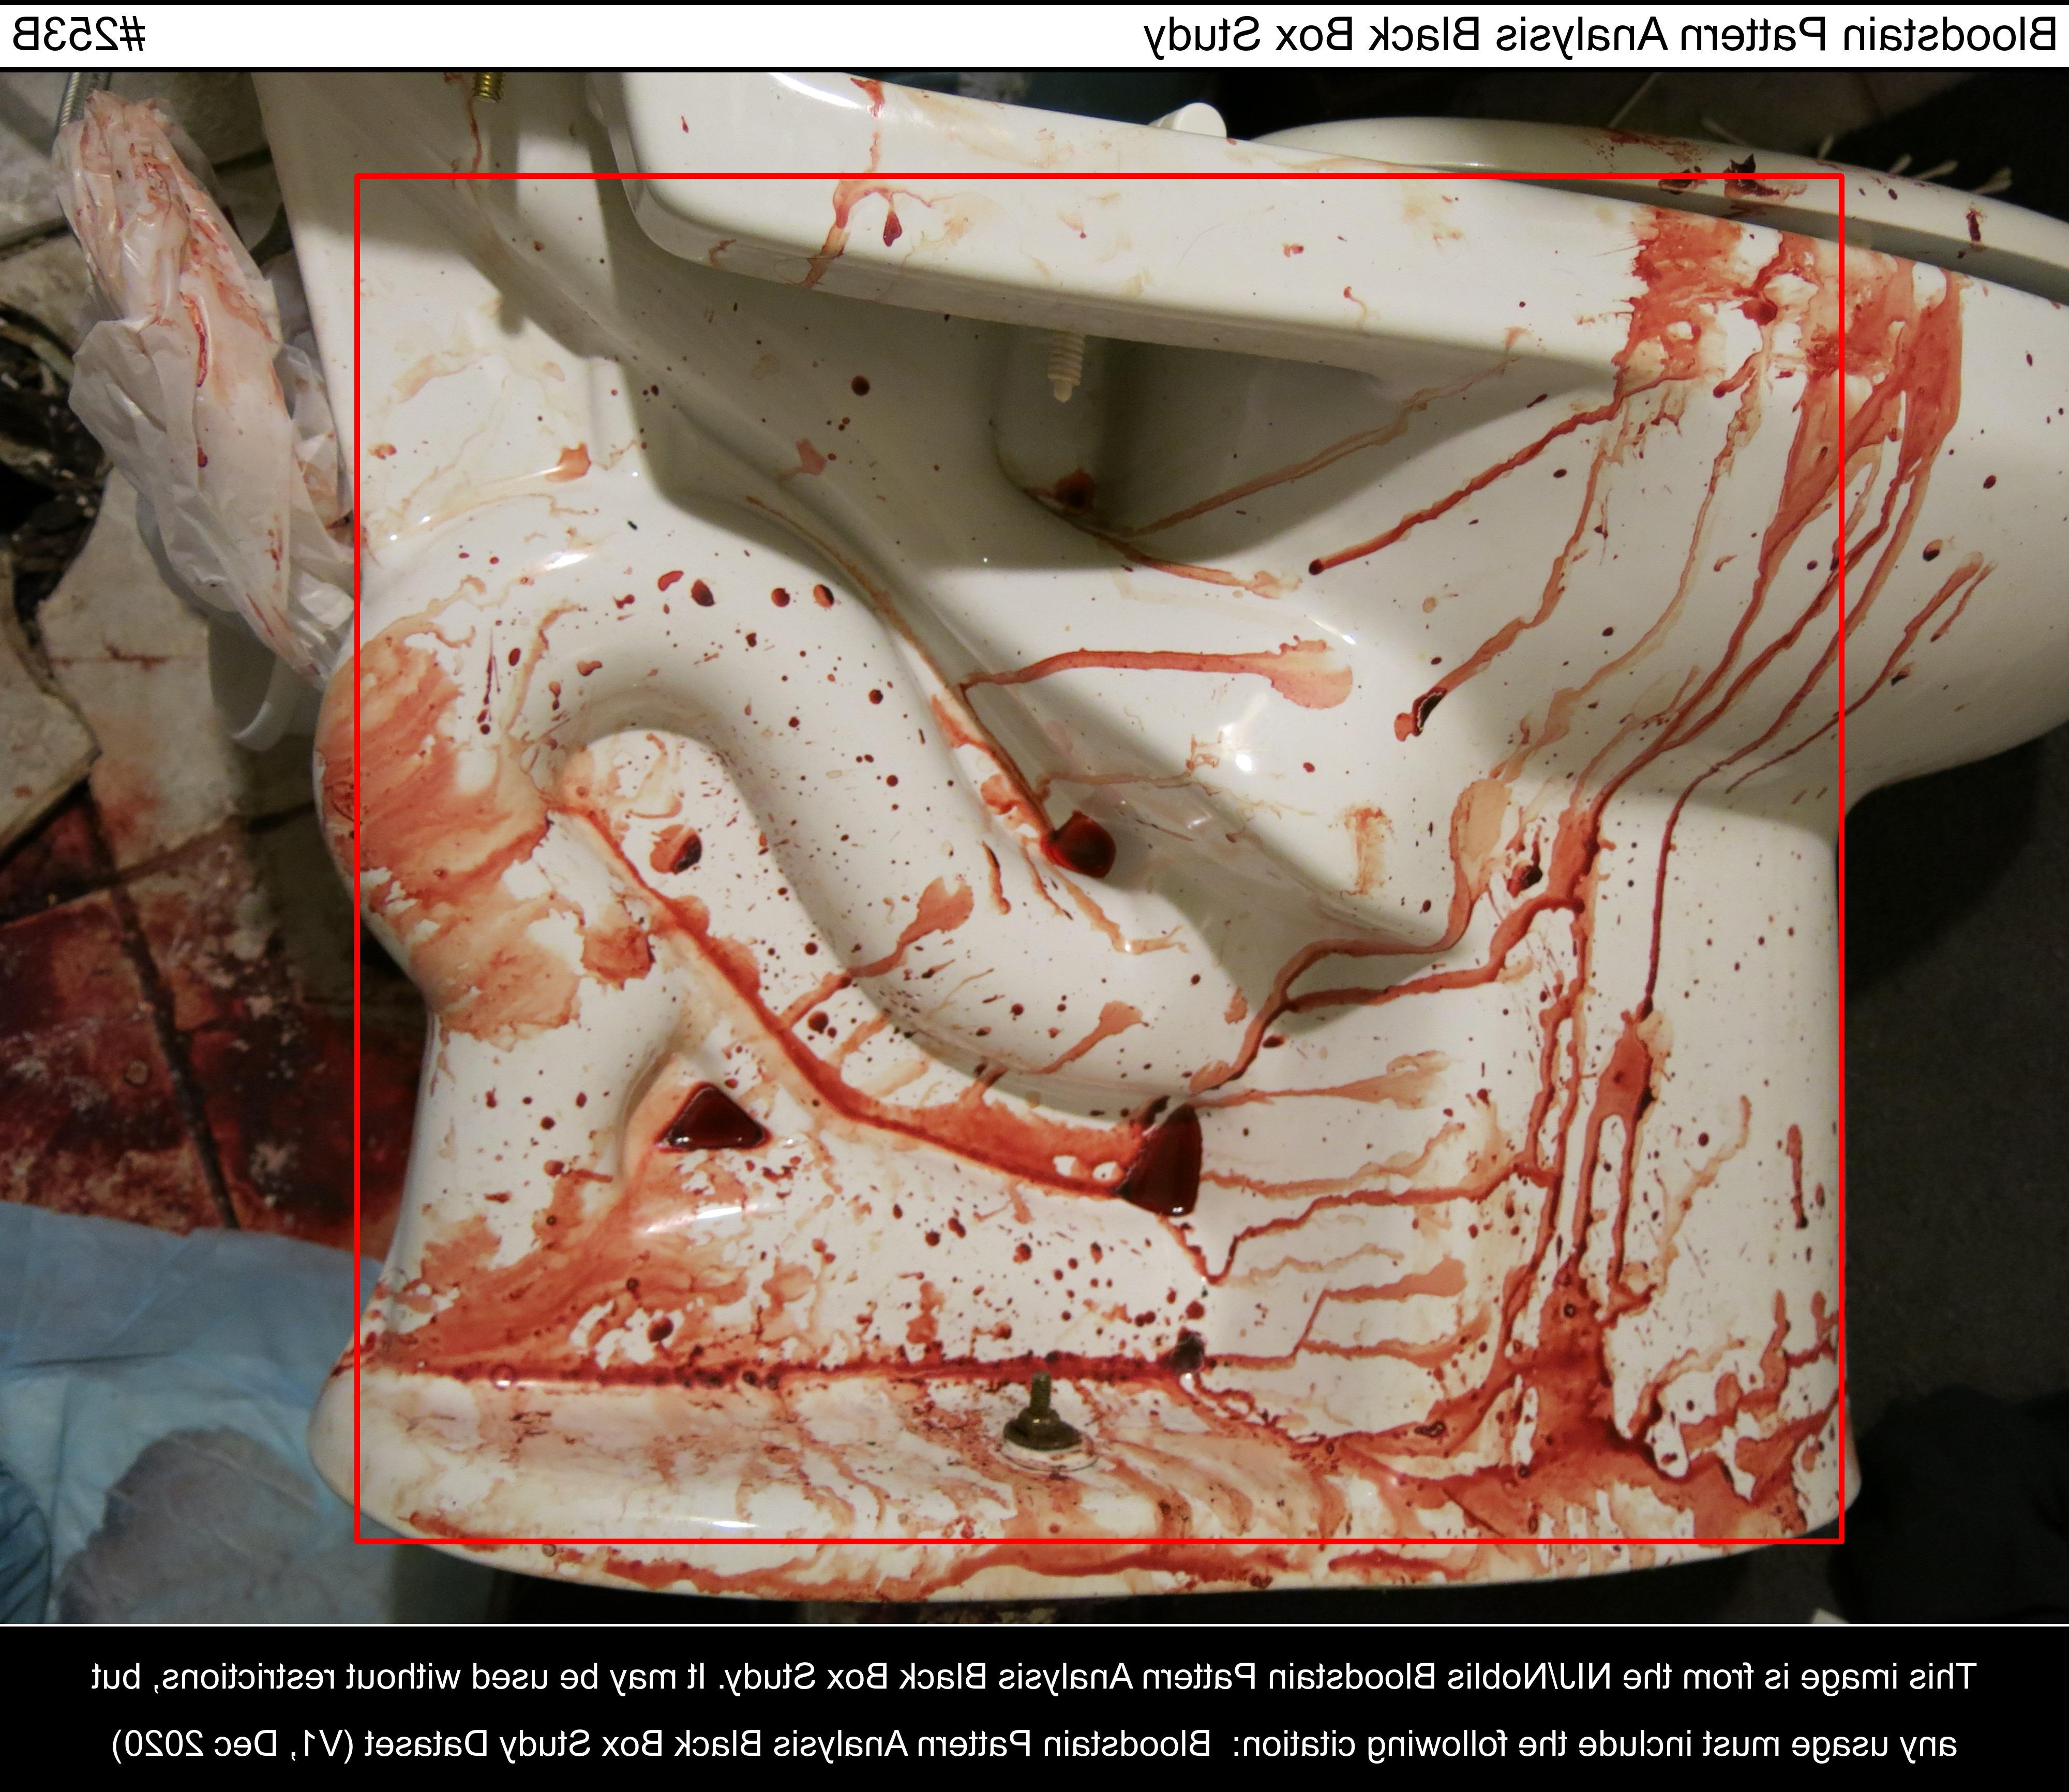 Bloodstain Pattern Analysis Black Box Study #253B
This image is from the NIJ/Noblis Bloodstain Pattern Analysis Black Box Study. It may be used without restrictions, but
any usage must include the following citation: Bloodstain Pattern Analysis Black Box Study Dataset (V1, Dec 2020)